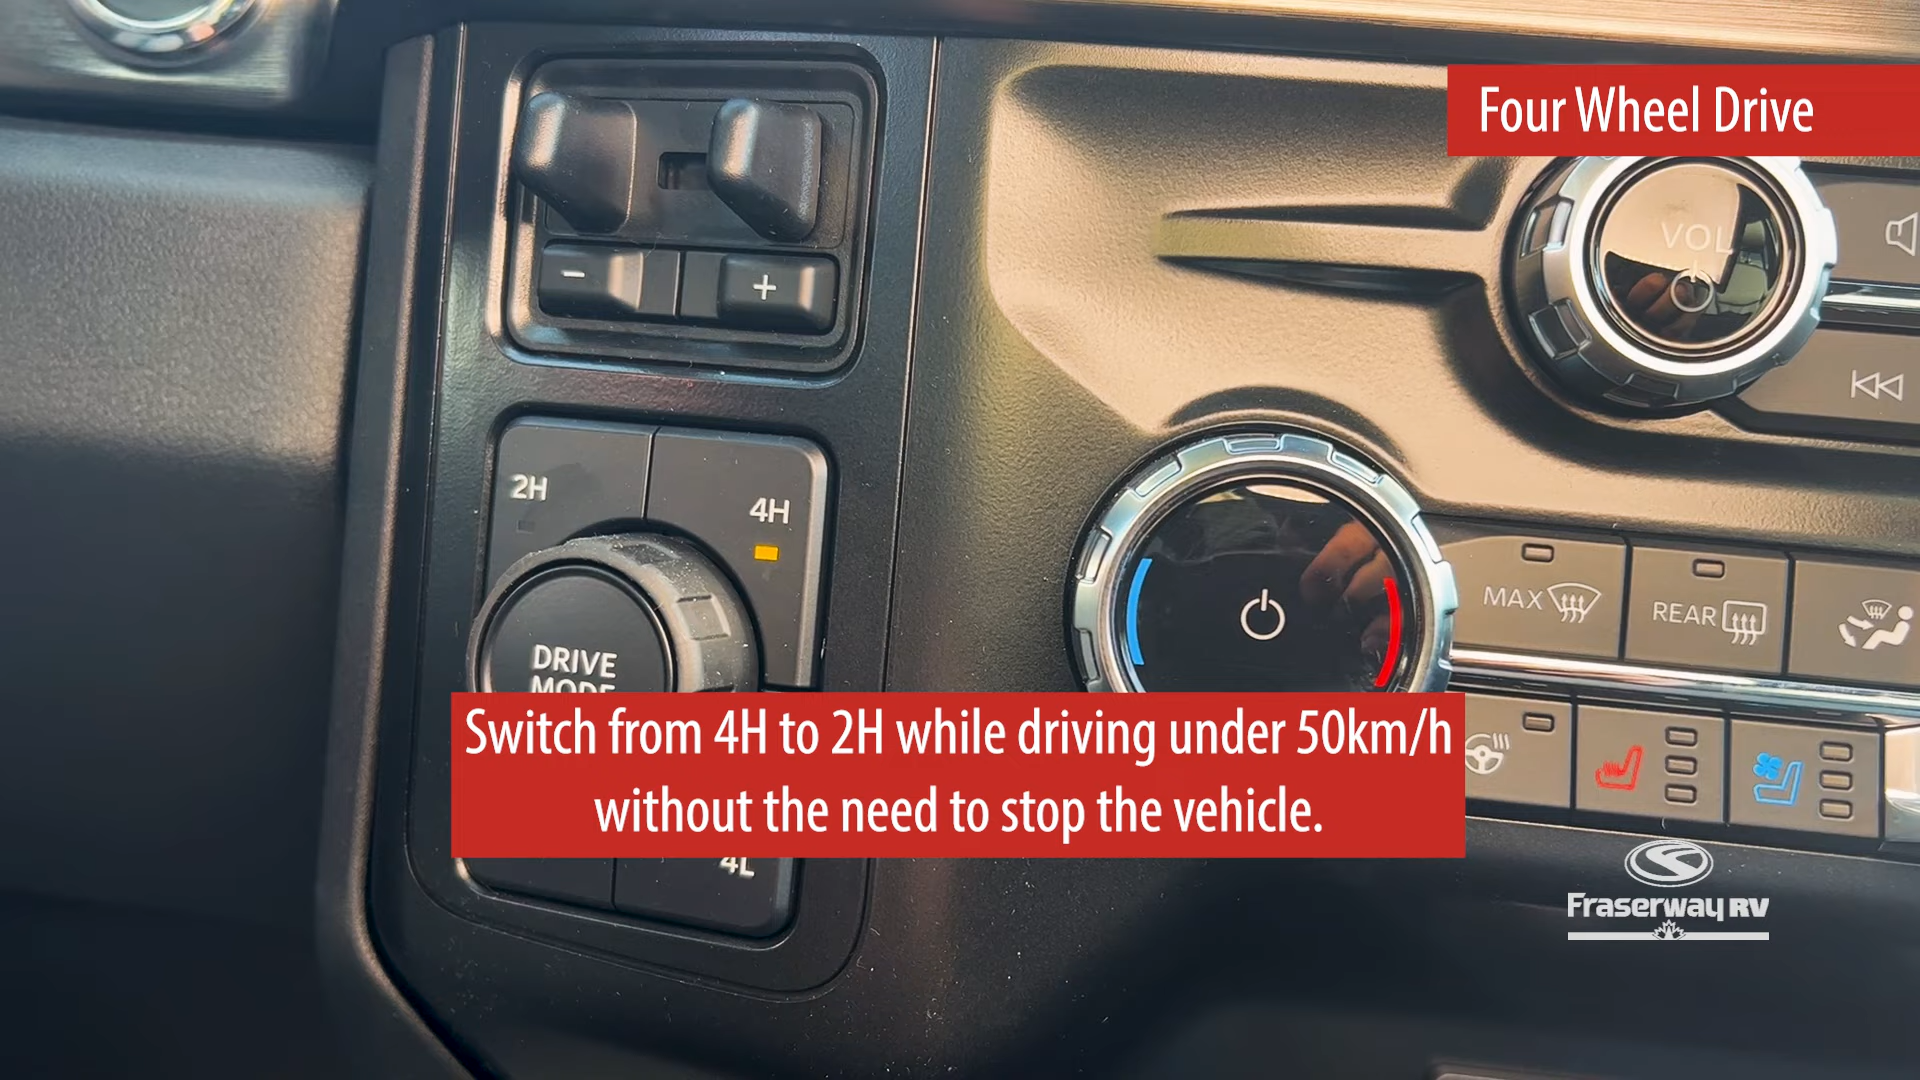 Four Wheel Drive
VOL
− +
2H
4H
MAX
REAR
DRIVE
MODE
Switch from 4H to 2H while driving under 50km/h
without the need to stop the vehicle.
4L
Fraserway RV